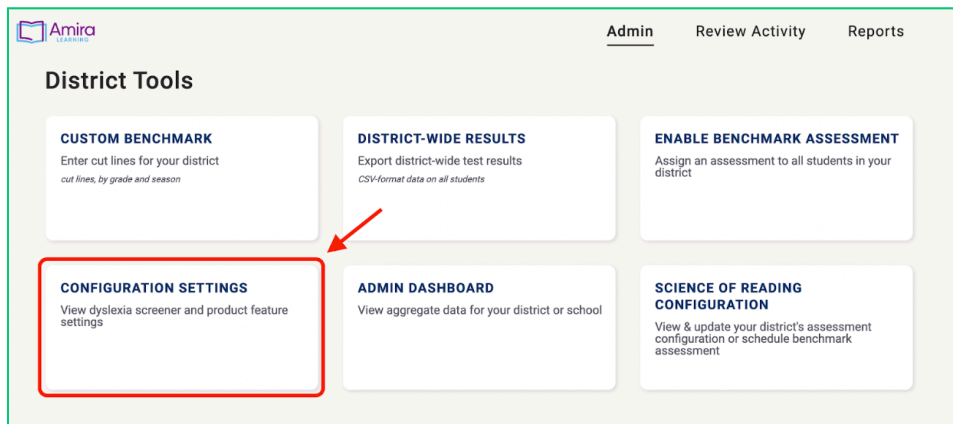 Amira
LEARNING
Admin
Review Activity
Reports
District Tools
CUSTOM BENCHMARK
Enter cut lines for your district
cut lines, by grade and season
DISTRICT-WIDE RESULTS
Export district-wide test results
CSV-format data on all students
ENABLE BENCHMARK ASSESSMENT
Assign an assessment to all students in your
district
CONFIGURATION SETTINGS
View dyslexia screener and product feature
settings
ADMIN DASHBOARD
View aggregate data for your district or school
SCIENCE OF READING
CONFIGURATION
View & update your district's assessment
configuration or schedule benchmark
assessment